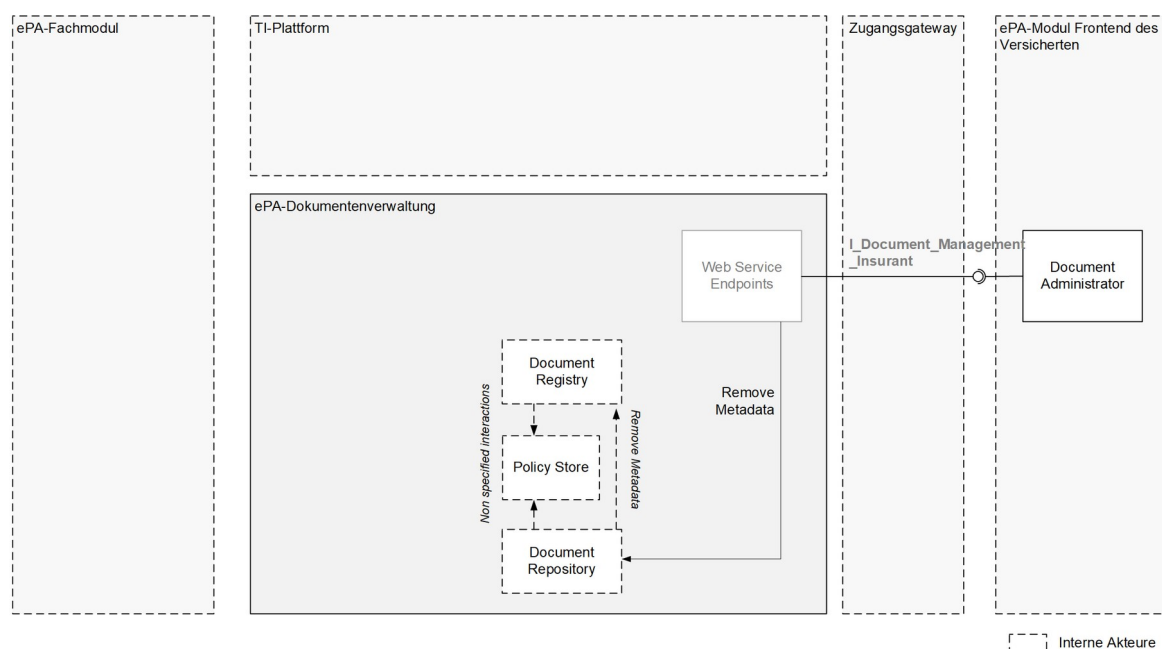 ePA-Fachmodul
TI-Plattform
Zugangsgateway
ePA-Modul Frontend des
Versicherten
ePA-Dokumentenverwaltung
Web Service
Endpoints
I_Document_Management
_Insurant
Document
Administrator
Document
Registry
Non specified interactions
Policy Store
Remove Metadata
Remove
Metadata
Document
Repository
Interne Akteure